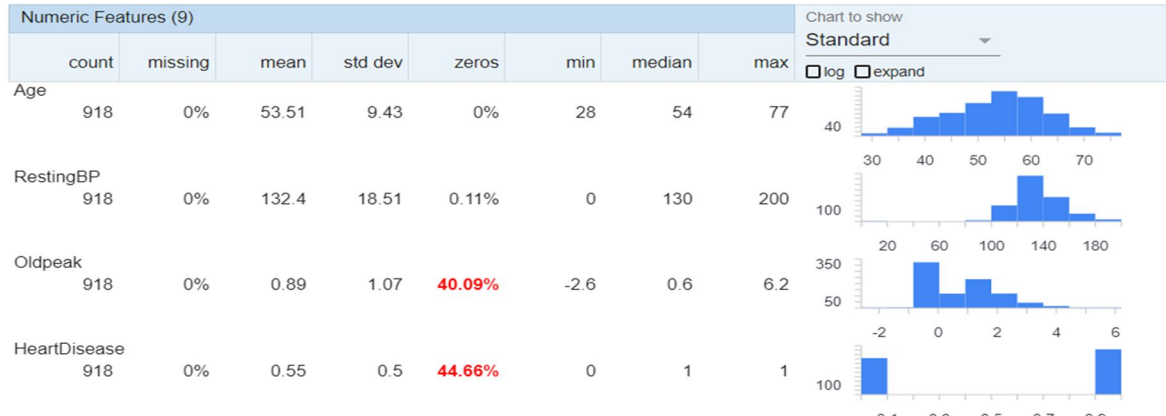 Numeric Features (9)
Chart to show
Standard
count missing mean std dev zeros min median max
log expand
Age
918 0% 53.51 9.43 0% 28 54 77
40
30 40 50 60 70
RestingBP
918 0% 132.4 18.51 0.11% 0 130 200
100
20 60 100 140 180
Oldpeak
918 0% 0.89 1.07 40.09% -2.6 0.6 6.2
350
50
-2 0 2 4 6
HeartDisease
918 0% 0.55 0.5 44.66% 0 1 1
100